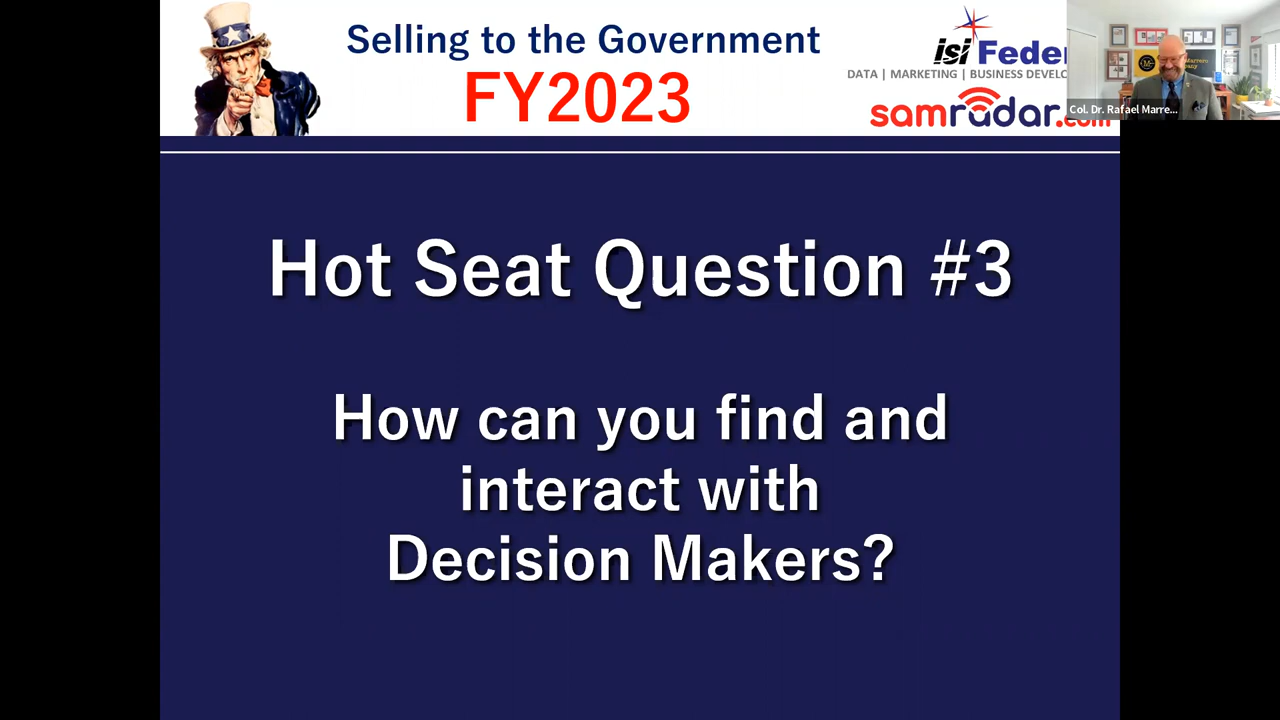 Selling to the Government
FY2023
isi Feder
DATA | MARKETING | BUSINESS DEVELO
samradar.com
Col. Dr. Rafael Marre...
Hot Seat Question #3
How can you find and
interact with
Decision Makers?